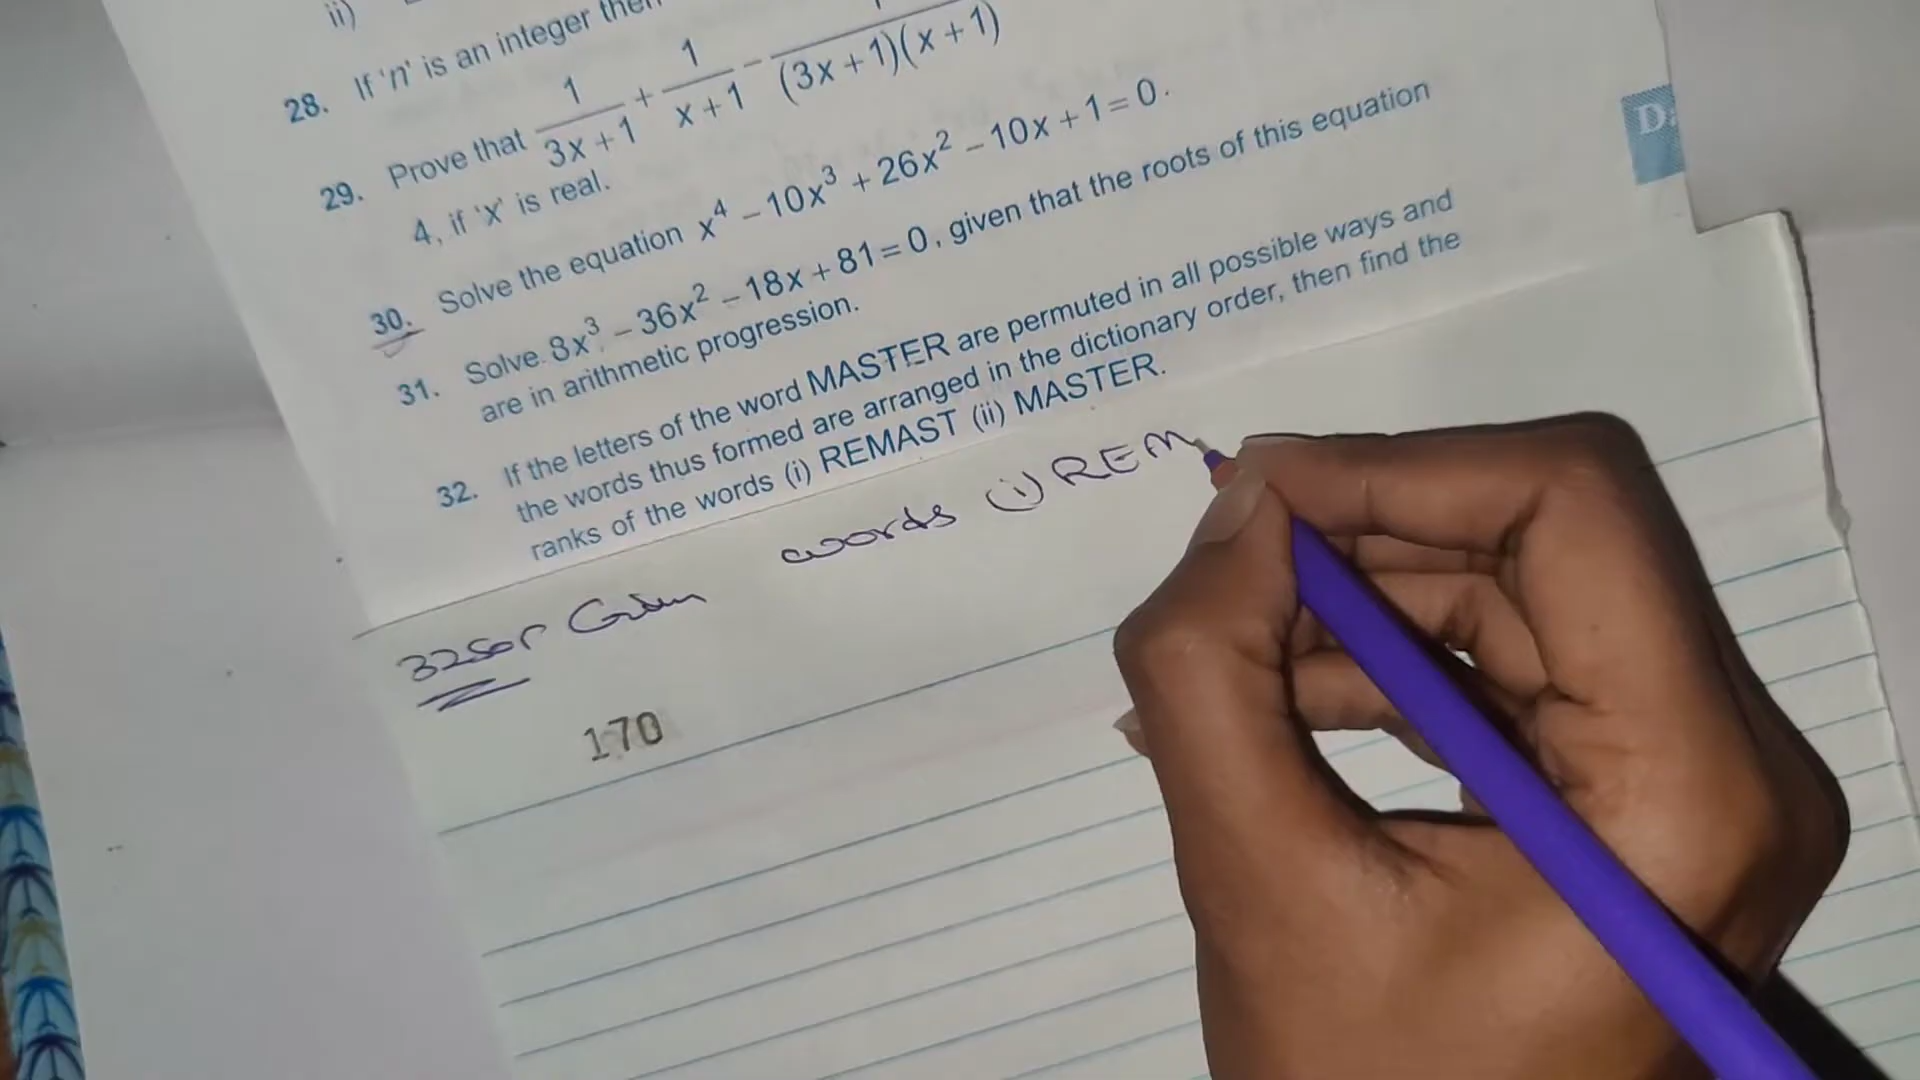 ii)
28. If 'n' is an integer then
29. Prove that 1/(3x + 1) + 1/(x + 1) − 1/((3x + 1)(x + 1))
4, if 'x' is real.
30. Solve the equation x⁴ − 10x³ + 26x² − 10x + 1 = 0.
31. Solve 8x³ − 36x² − 18x + 81 = 0, given that the roots of this equation
are in arithmetic progression.
32. If the letters of the word MASTER are permuted in all possible ways and
the words thus formed are arranged in the dictionary order, then find the
ranks of the words (i) REMAST (ii) MASTER.
32 Sol words (i) REM
170